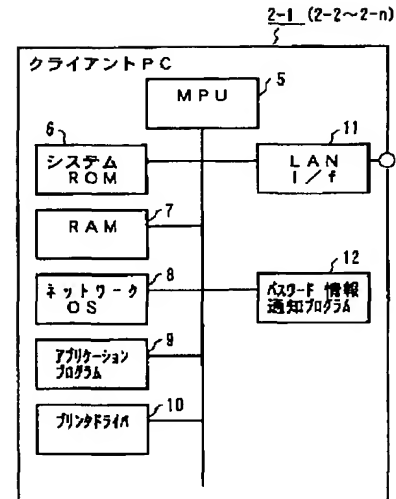 2-1 (2-2～2-n)
クライアントPC
MPU
5
6
システム
ROM
11
LAN
I/f
7
RAM
8
ネットワーク
OS
12
パスワード 情報
通知プログラム
9
アプリケーション
プログラム
10
プリンタドライバ